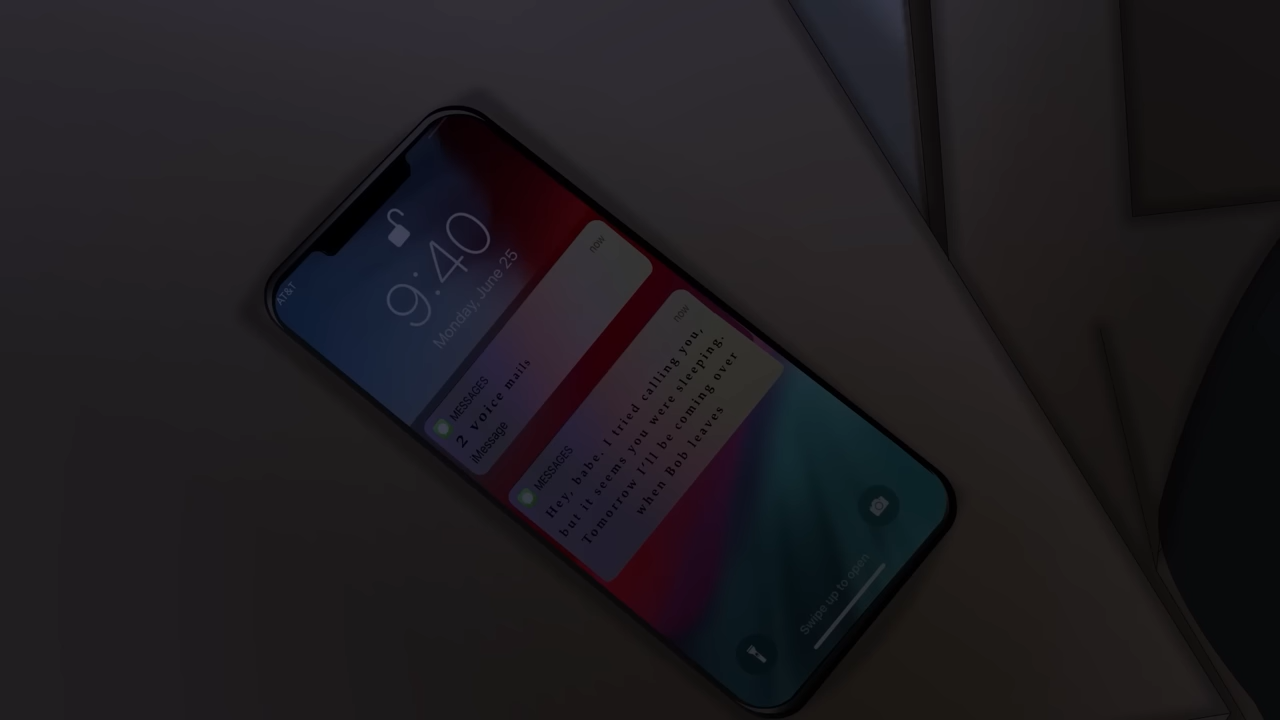 AT&T
9:40
Monday, June 25
MESSAGES
now
2 voice mails
iMessage
MESSAGES
now
Hey, babe. I tried calling you,
but it seems you were sleeping.
Tomorrow I'll be coming over
when Bob leaves
Swipe up to open